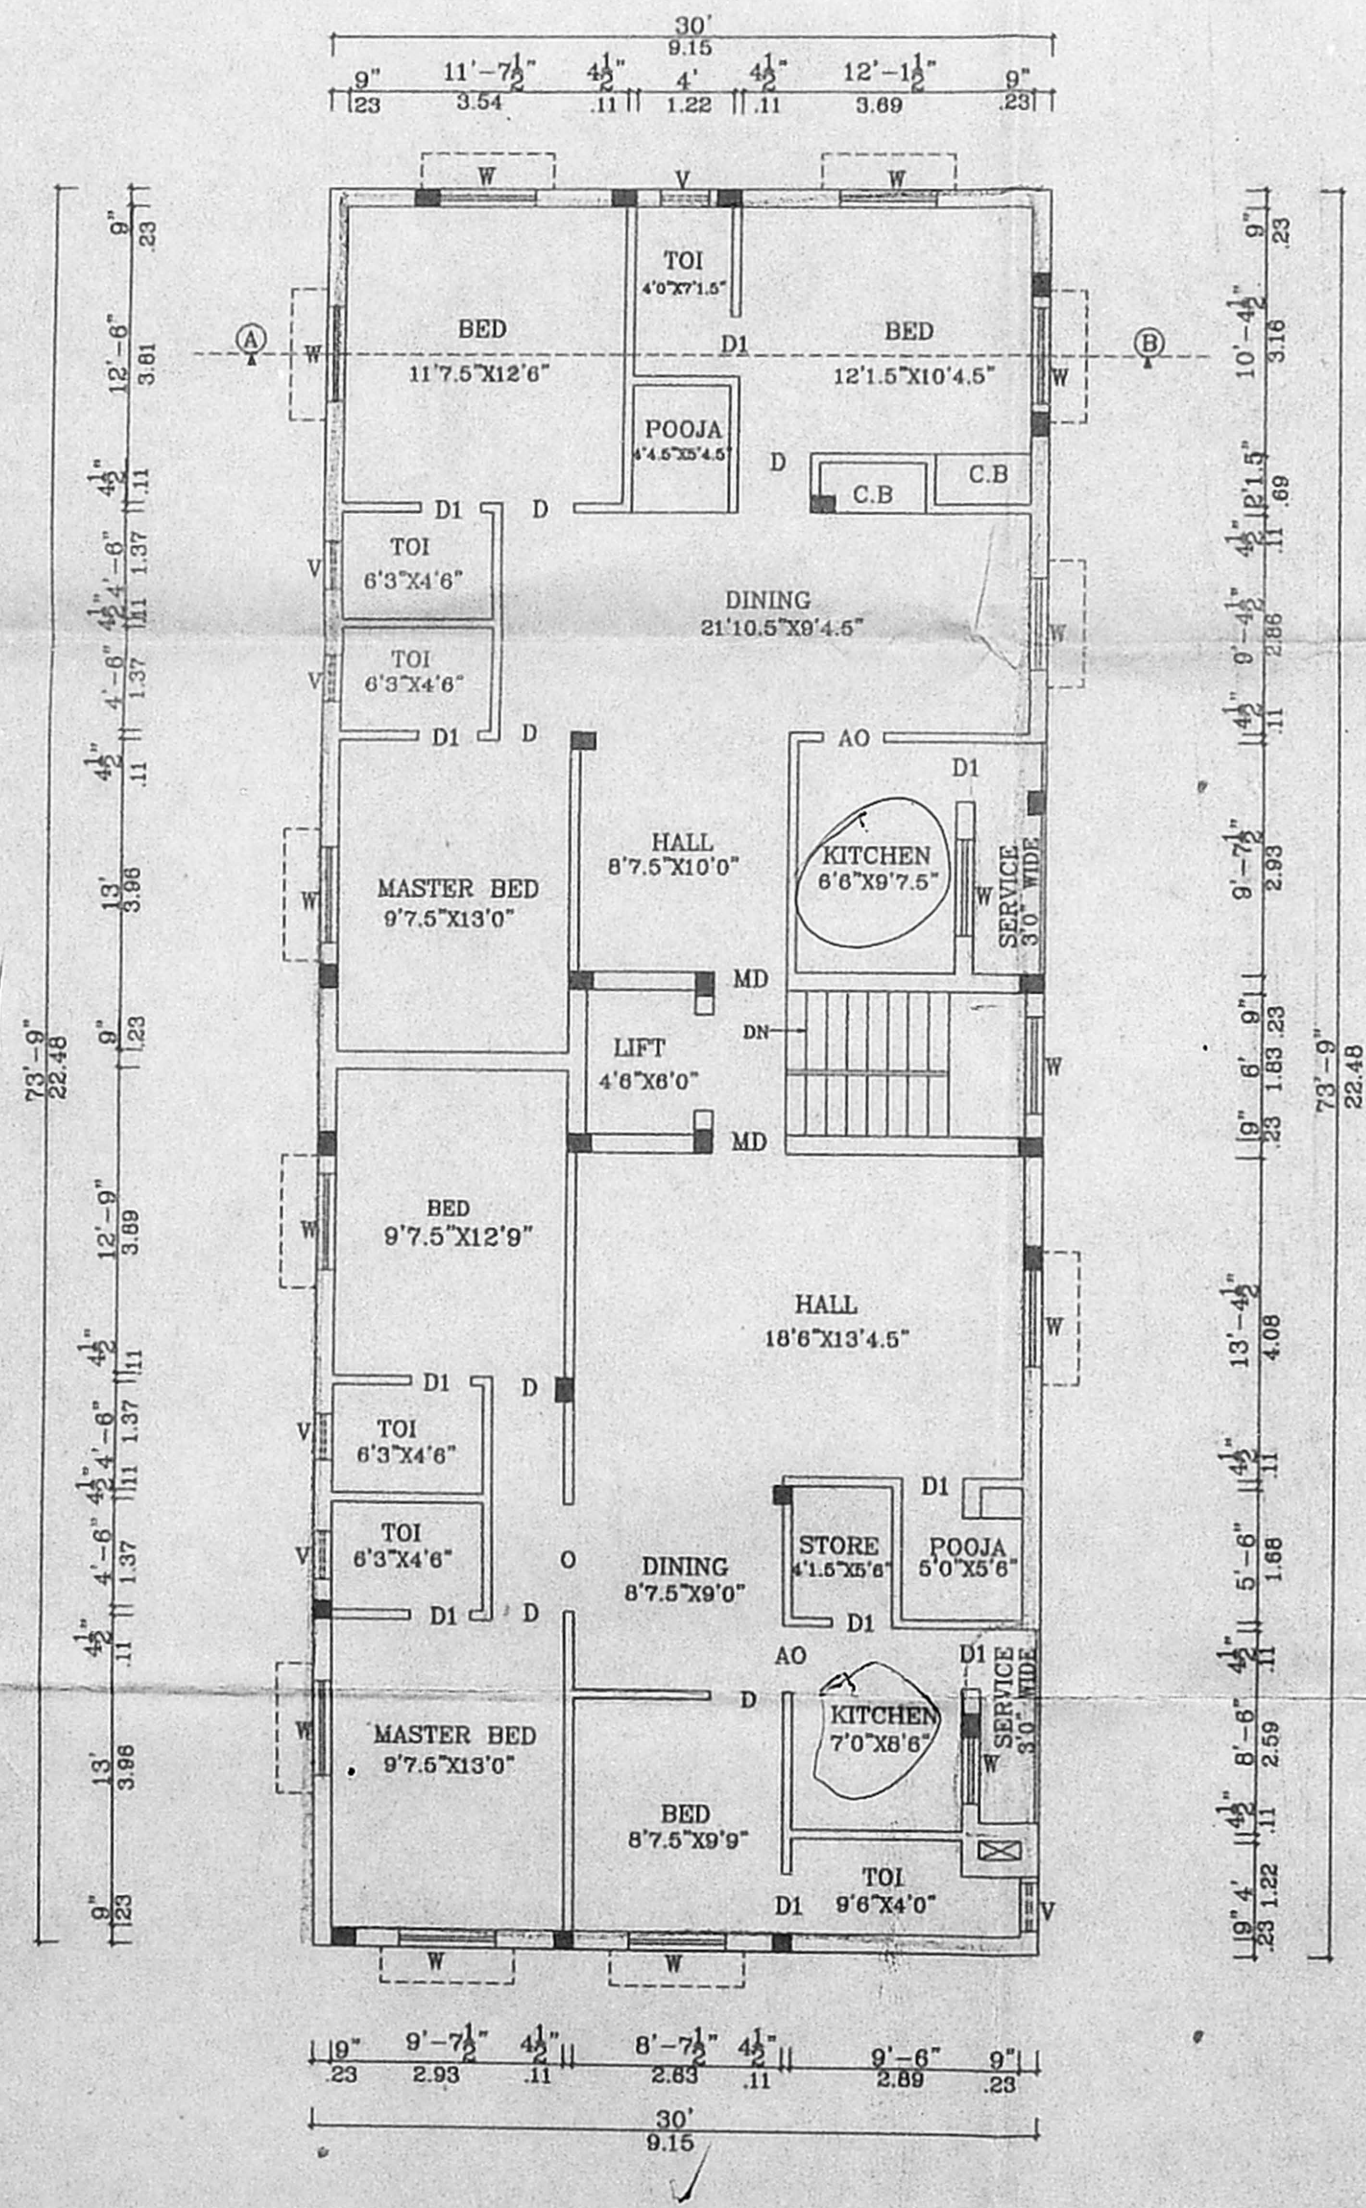 30'
9.15
9" 11'-7½" 4½" 4' 4½" 12'-1½" 9"
.23 3.54 .11 1.22 .11 3.69 .23
W V W
TOI
4'0"X7'1.5"
A
B
W
BED
11'7.5"X12'6"
D1
BED
12'1.5"X10'4.5"
W
POOJA
4'4.5"X5'4.5"
D
C.B
C.B
D1 D
V
TOI
6'3"X4'6"
DINING
21'10.5"X9'4.5"
W
V
TOI
6'3"X4'6"
D1 D
AO
D1
HALL
8'7.5"X10'0"
KITCHEN
6'6"X9'7.5"
W
SERVICE
3'0" WIDE
W
MASTER BED
9'7.5"X13'0"
MD
DN
LIFT
4'6"X6'0"
W
MD
W
BED
9'7.5"X12'9"
HALL
18'6"X13'4.5"
W
D1 D
V
TOI
6'3"X4'6"
D1
V
TOI
6'3"X4'6"
O
DINING
8'7.5"X9'0"
STORE
4'1.5"X5'6"
POOJA
5'0"X5'6"
D1 D
D1
AO
D1
D
KITCHEN
7'0"X8'6"
W
SERVICE
3'0" WIDE
W
MASTER BED
9'7.5"X13'0"
BED
8'7.5"X9'9"
TOI
9'6"X4'0"
D1
V
W W
9" 9'-7½" 4½" 8'-7½" 4½" 9'-6" 9"
.23 2.93 .11 2.63 .11 2.89 .23
30'
9.15
73'-9"
22.48
9" 12'-6" 4½" 4'-6" 4½" 4'-6" 4½" 13' 9" 12'-9" 4½" 4'-6" 4½" 4'-6" 4½" 13' 9"
.23 3.81 .11 1.37 .11 1.37 .11 3.96 .23 3.89 .11 1.37 .11 1.37 .11 3.96 .23
9" 10'-4½" 2'1.5" 4½" 9'-4½" 4½" 9'-7½" 9" 6' 9" 13'-4½" 4½" 5'-6" 4½" 8'-6" 4½" 4' 9"
.23 3.16 .69 .11 2.86 .11 2.93 .23 1.83 .23 4.08 .11 1.68 .11 2.59 .11 1.22 .23
73'-9"
22.48